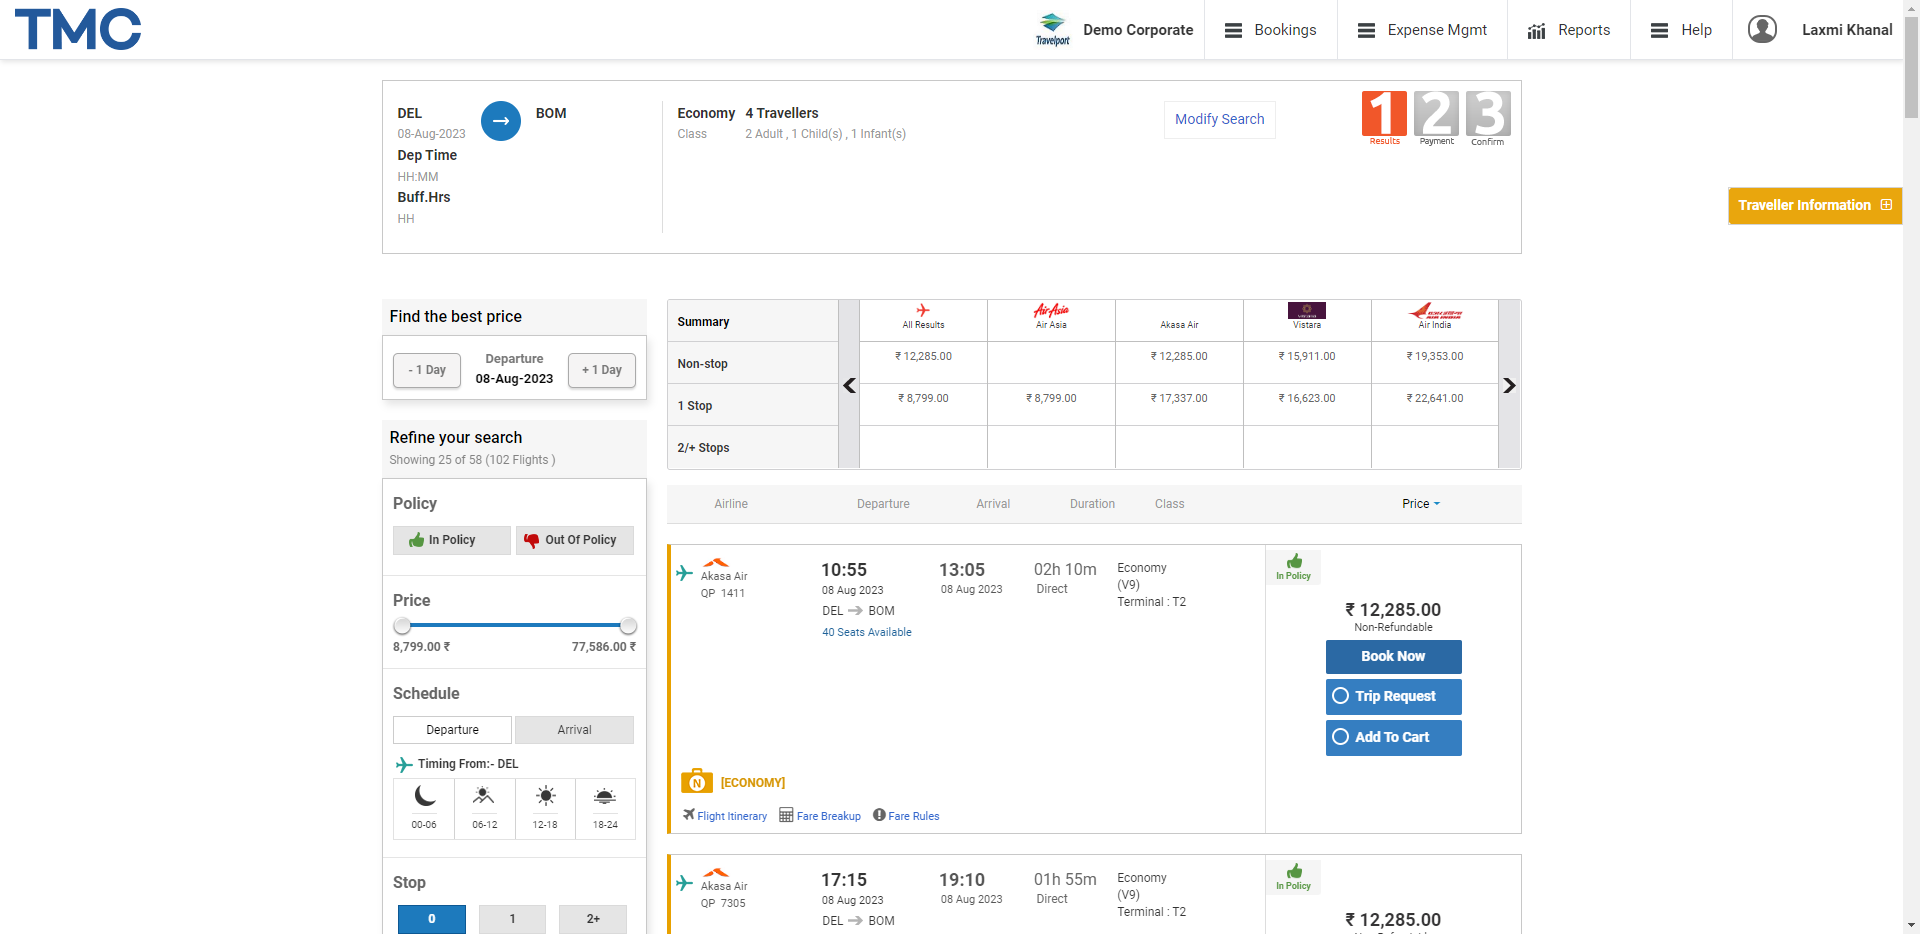 TMC
Travelport
Demo Corporate
Bookings
Expense Mgmt
Reports
Help
Laxmi Khanal
DEL
08-Aug-2023
BOM
Dep Time
HH:MM
Buff.Hrs
HH
Economy
Class
4 Travellers
2 Adult , 1 Child(s) , 1 Infant(s)
Modify Search
1 2 3
Results Payment Confirm
Traveller Information
Find the best price
- 1 Day
Departure
08-Aug-2023
+ 1 Day
Refine your search
Showing 25 of 58 (102 Flights )
Policy
In Policy
Out Of Policy
Price
8,799.00 ₹
77,586.00 ₹
Schedule
Departure
Arrival
Timing From:- DEL
00-06 06-12 12-18 18-24
Stop
0 1 2+
Summary
All Results
AirAsia
Air Asia
Akasa Air
Vistara
Air India
Non-stop
₹ 12,285.00 ₹ 12,285.00 ₹ 15,911.00 ₹ 19,353.00
1 Stop
₹ 8,799.00 ₹ 8,799.00 ₹ 17,337.00 ₹ 16,623.00 ₹ 22,641.00
2/+ Stops
Airline Departure Arrival Duration Class Price
Akasa Air
QP 1411
10:55
08 Aug 2023
DEL BOM
40 Seats Available
13:05
08 Aug 2023
02h 10m
Direct
Economy
(V9)
Terminal : T2
In Policy
₹ 12,285.00
Non-Refundable
Book Now
Trip Request
Add To Cart
N
[ECONOMY]
Flight Itinerary
Fare Breakup
Fare Rules
Akasa Air
QP 7305
17:15
08 Aug 2023
DEL BOM
19:10
08 Aug 2023
01h 55m
Direct
Economy
(V9)
Terminal : T2
In Policy
₹ 12,285.00